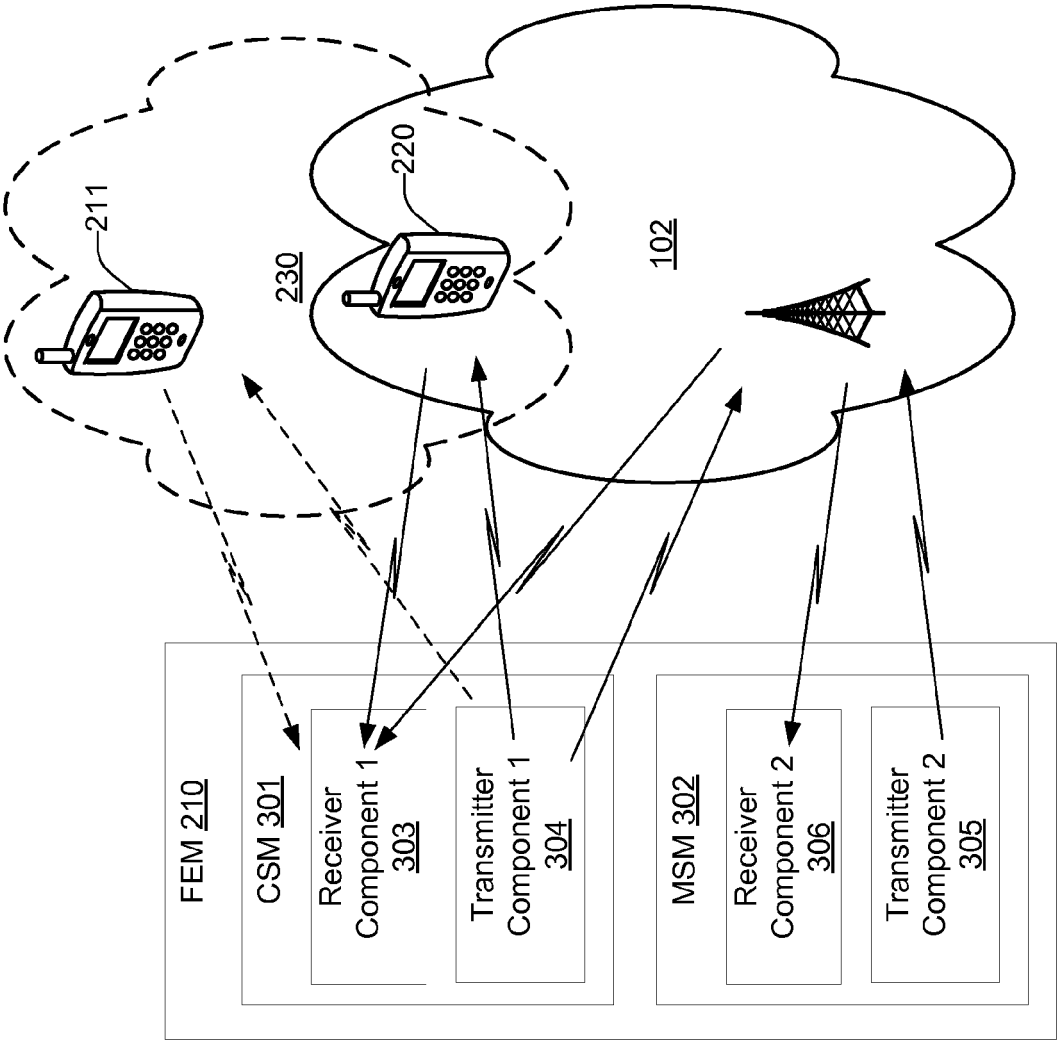 FEM 210
CSM 301
Receiver
Component 1
303
Transmitter
Component 1
304
MSM 302
Receiver
Component 2
306
Transmitter
Component 2
305
211
220
230
102